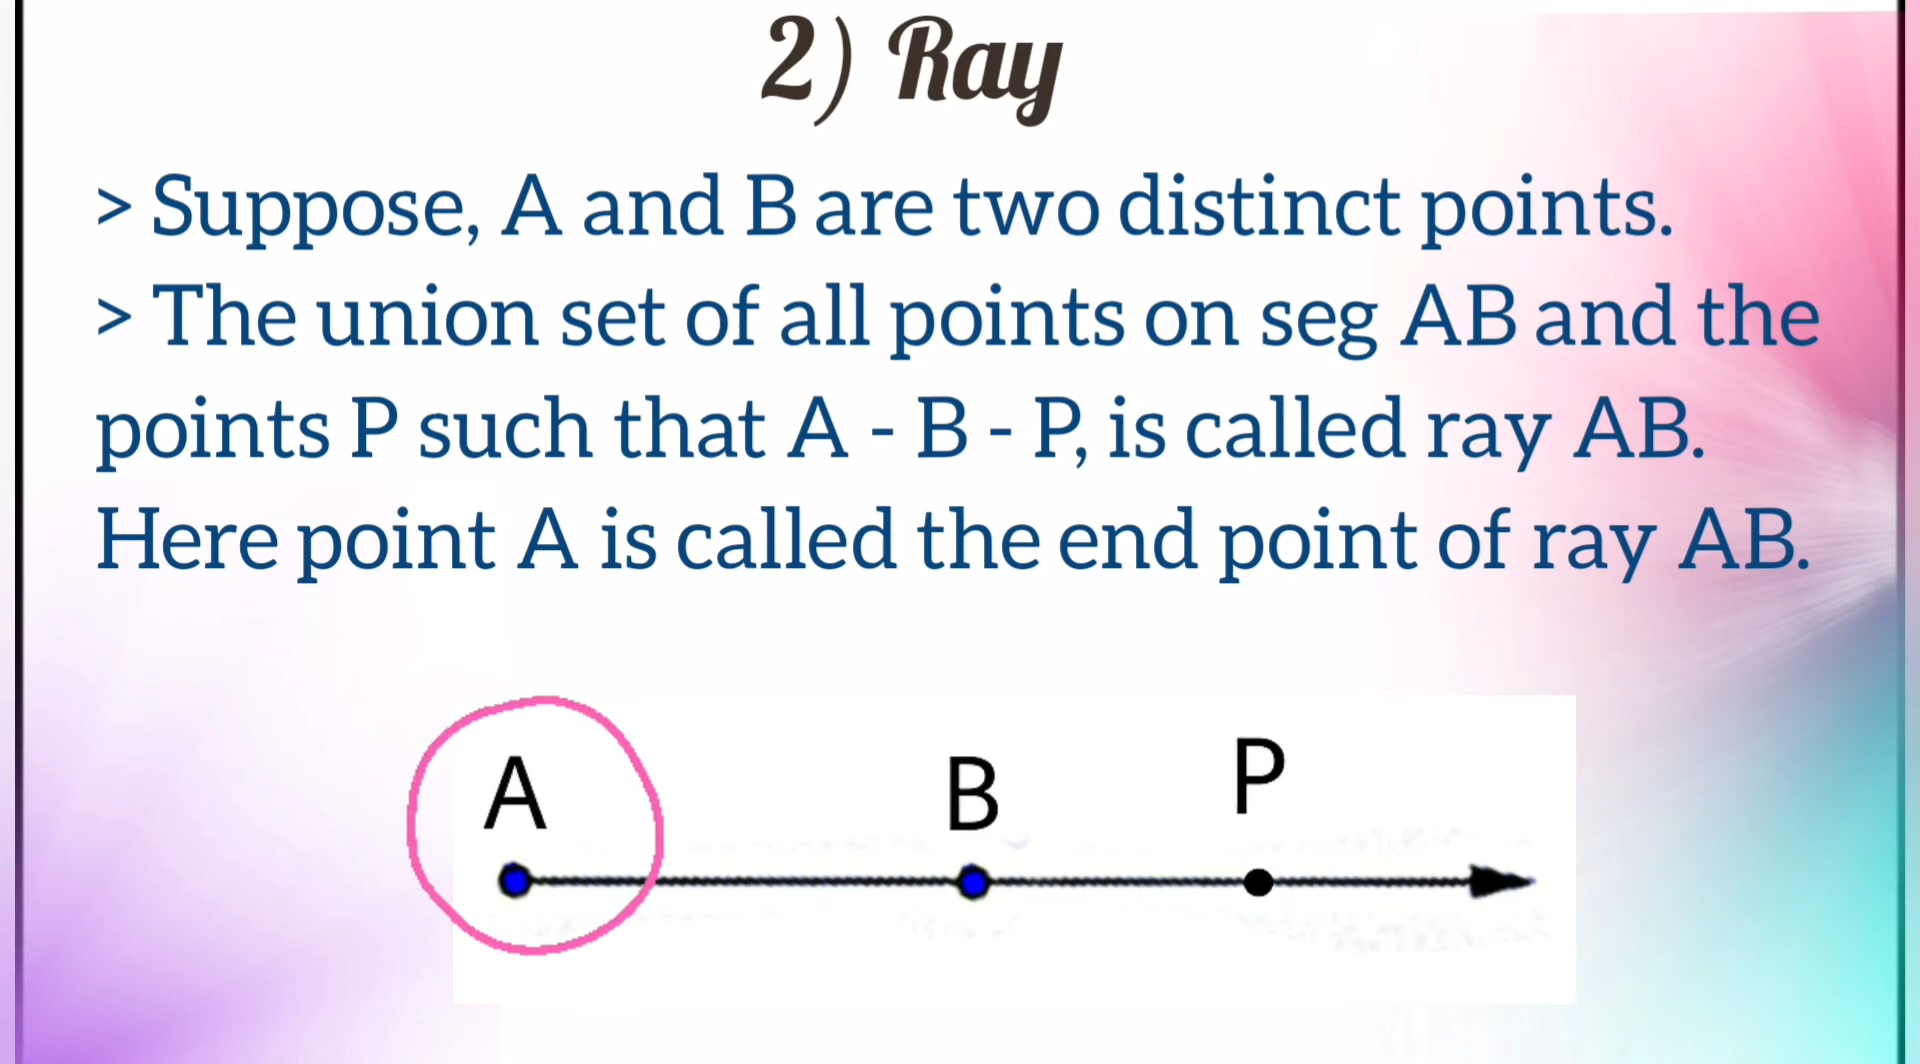 2) Ray
> Suppose, A and B are two distinct points.
> The union set of all points on seg AB and the
points P such that A - B - P, is called ray AB.
Here point A is called the end point of ray AB.
A B P